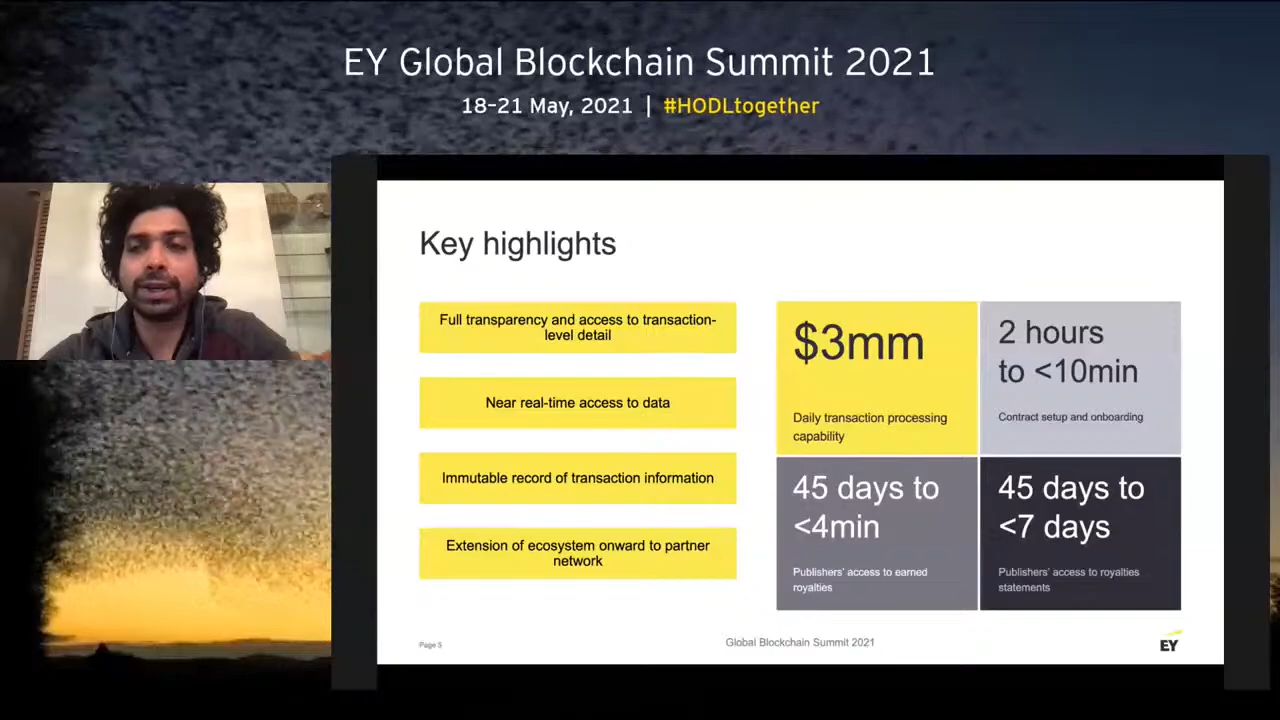 EY Global Blockchain Summit 2021
18–21 May, 2021 | #HODLtogether
Key highlights
Full transparency and access to transaction-
level detail
Near real-time access to data
Immutable record of transaction information
Extension of ecosystem onward to partner
network
$3mm
Daily transaction processing
capability
2 hours
to <10min
Contract setup and onboarding
45 days to
<4min
Publishers' access to earned
royalties
45 days to
<7 days
Publishers' access to royalties
statements
Page 5
Global Blockchain Summit 2021
EY